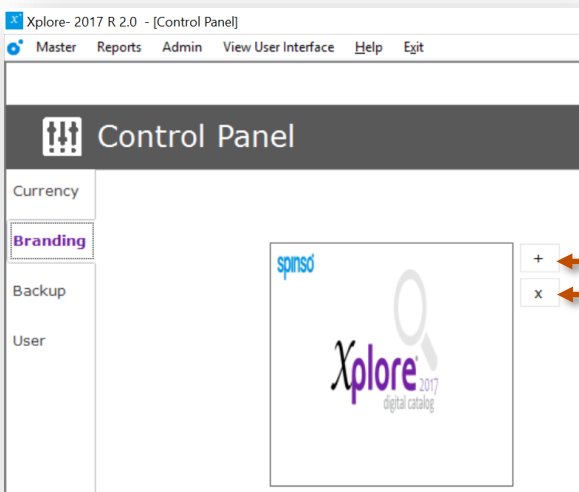 Xplore- 2017 R 2.0 - [Control Panel]
Master Reports Admin View User Interface Help Exit
Control Panel
Currency
Branding
Backup
User
spinso
+
x
Xplore 2017
digital catalog